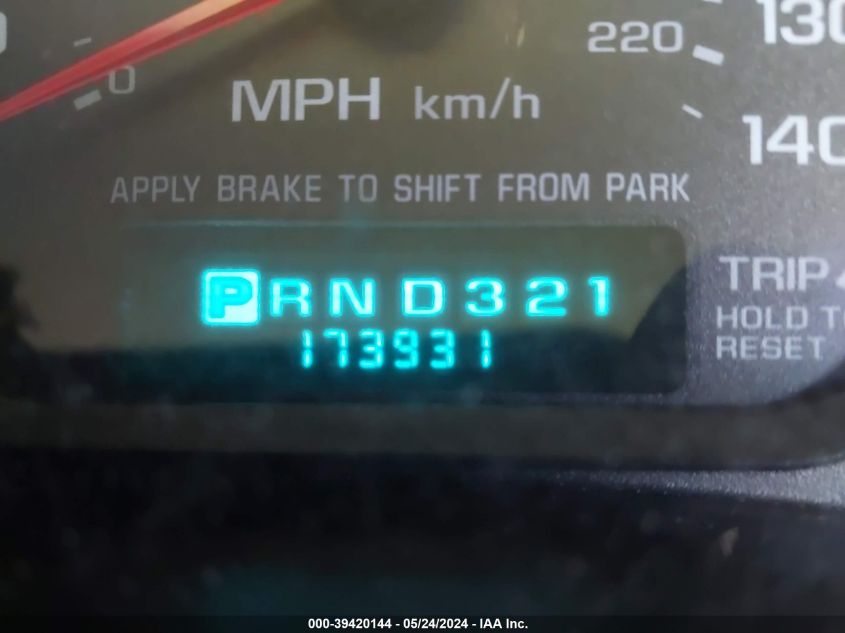 220
130
0
MPH km/h
140
APPLY BRAKE TO SHIFT FROM PARK
PRND321
173931
TRIP
HOLD TO
RESET
000-39420144 - 05/24/2024 - IAA Inc.